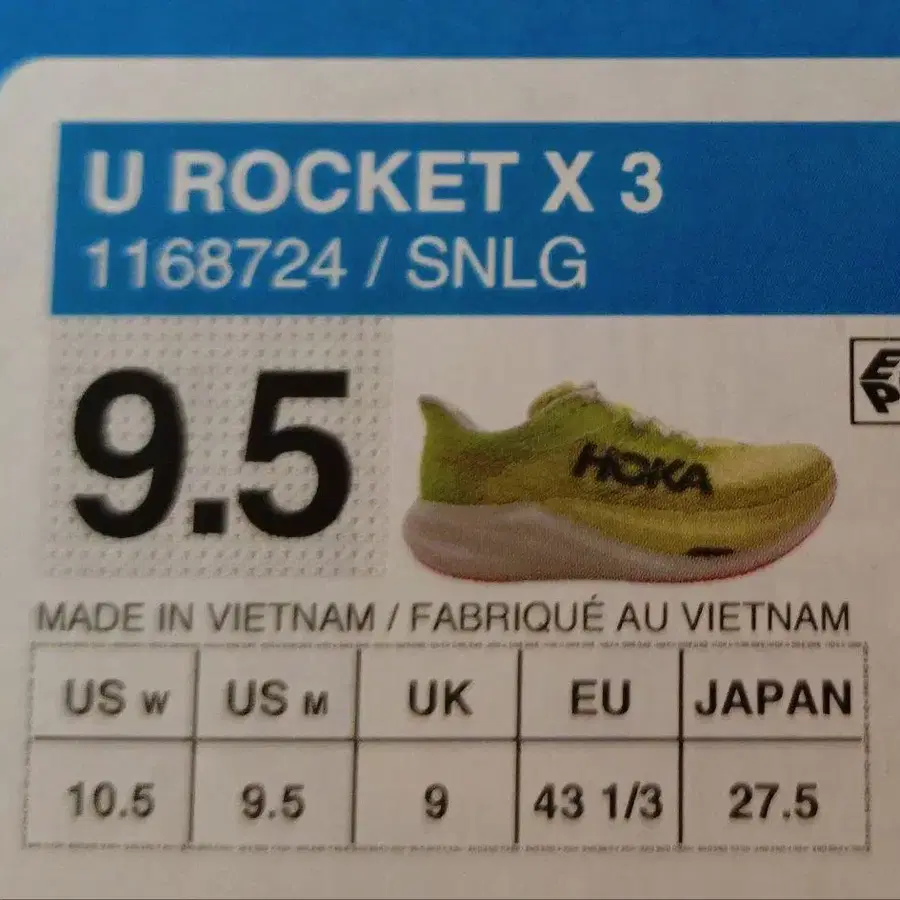 U ROCKET X 3
1168724 / SNLG
9.5
HOKA
MADE IN VIETNAM / FABRIQUÉ AU VIETNAM
US W US M UK EU JAPAN
10.5 9.5 9 43 1/3 27.5